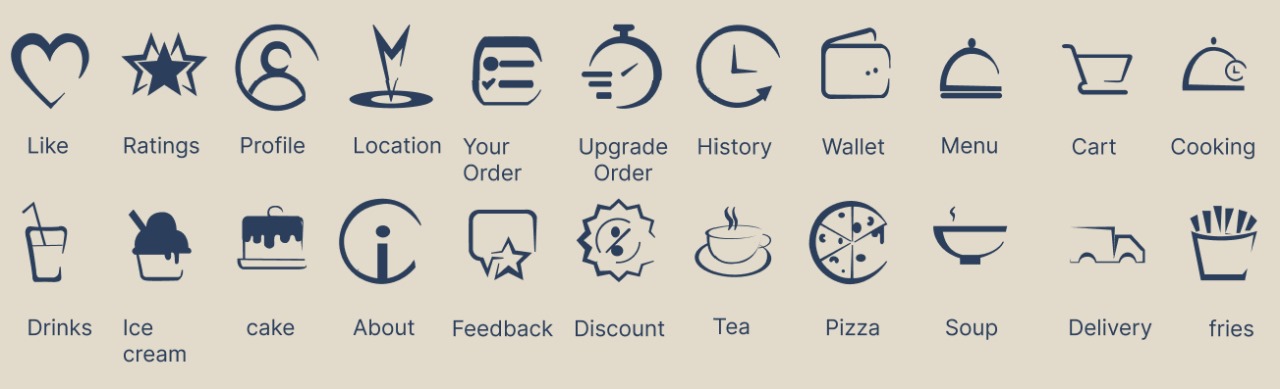 Like
Ratings
Profile
Location
Your
Order
Upgrade
Order
History
Wallet
Menu
Cart
Cooking
Drinks
Ice
cream
cake
About
Feedback
Discount
Tea
Pizza
Soup
Delivery
fries